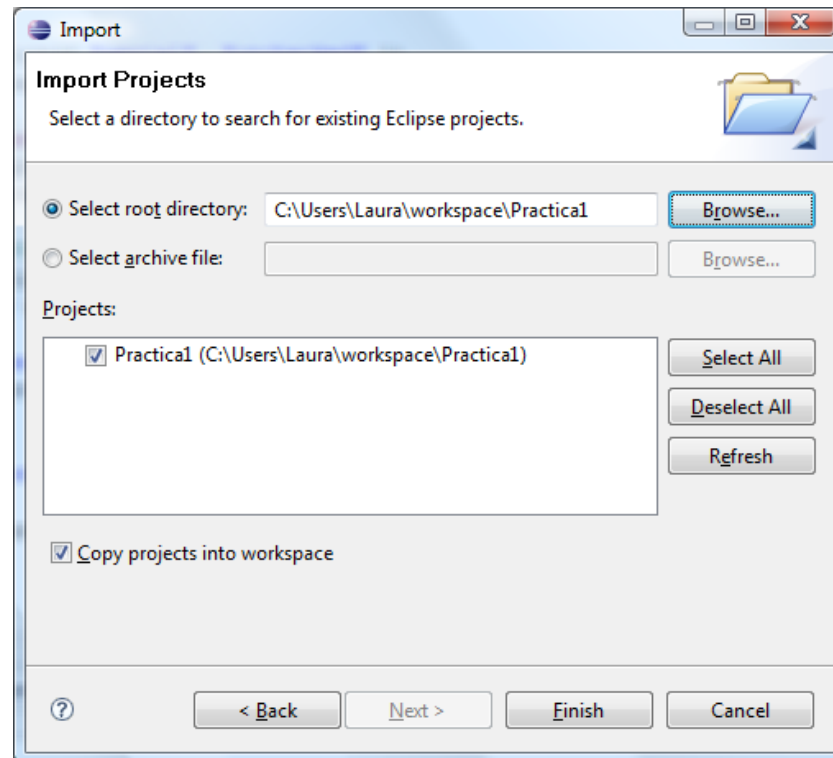 Import
Import Projects
Select a directory to search for existing Eclipse projects.
Select root directory: C:\Users\Laura\workspace\Practica1 Browse...
Select archive file: Browse...
Projects:
Practica1 (C:\Users\Laura\workspace\Practica1)
Select All
Deselect All
Refresh
Copy projects into workspace
? < Back Next > Finish Cancel